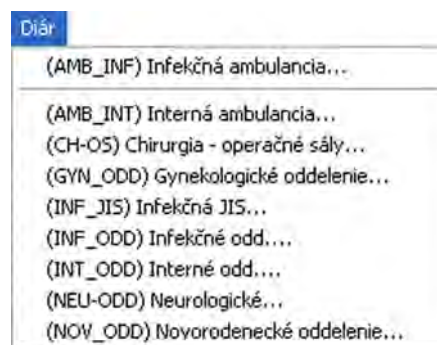 Diár
(AMB_INF) Infekčná ambulancia...
(AMB_INT) Interná ambulancia...
(CH-OS) Chirurgia - operačné sály...
(GYN_ODD) Gynekologické oddelenie...
(INF_JIS) Infekčná JIS...
(INF_ODD) Infekčné odd....
(INT_ODD) Interné odd....
(NEU-ODD) Neurologické...
(NOV_ODD) Novorodenecké oddelenie...